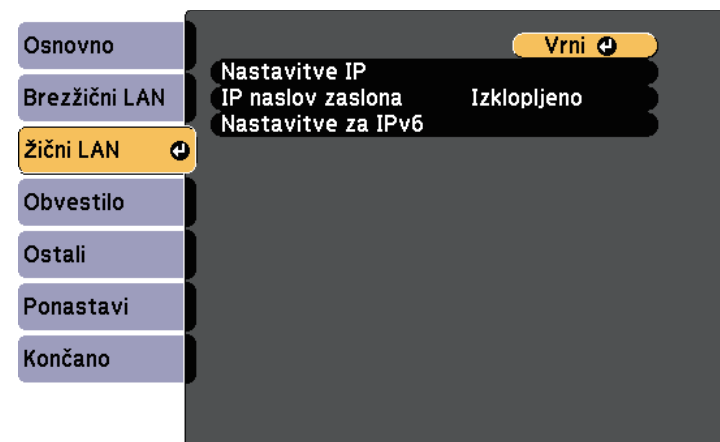 Osnovno
Brezžični LAN
Žični LAN
Obvestilo
Ostali
Ponastavi
Končano
Vrni
Nastavitve IP
IP naslov zaslona Izklopljeno
Nastavitve za IPv6